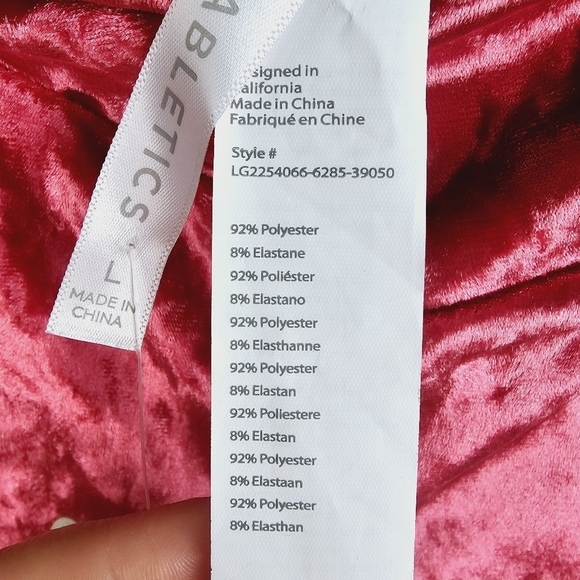 ABLETICS
L
MADE IN
CHINA
signed in
alifornia
Made in China
Fabriqué en Chine
Style #
LG2254066-6285-39050
92% Polyester
8% Elastane
92% Poliéster
8% Elastano
92% Polyester
8% Elasthanne
92% Polyester
8% Elastan
92% Poliestere
8% Elastan
92% Polyester
8% Elastaan
92% Polyester
8% Elasthan